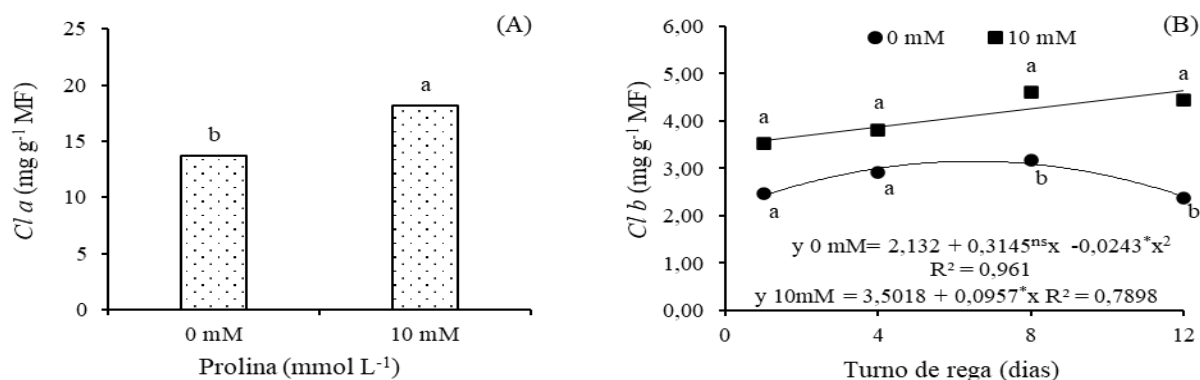 (A)
25
20
15
10
5
0
Cl a (mg g⁻¹ MF)
b
a
0 mM
10 mM
Prolina (mmol L⁻¹)
(B)
6,00
5,00
4,00
3,00
2,00
1,00
0,00
Cl b (mg g⁻¹ MF)
0 mM
10 mM
a
a
a
a
a
a
b
b
y 0 mM= 2,132 + 0,3145ⁿˢx -0,0243*x²
R² = 0,961
y 10mM = 3,5018 + 0,0957*x R² = 0,7898
0
4
8
12
Turno de rega (dias)